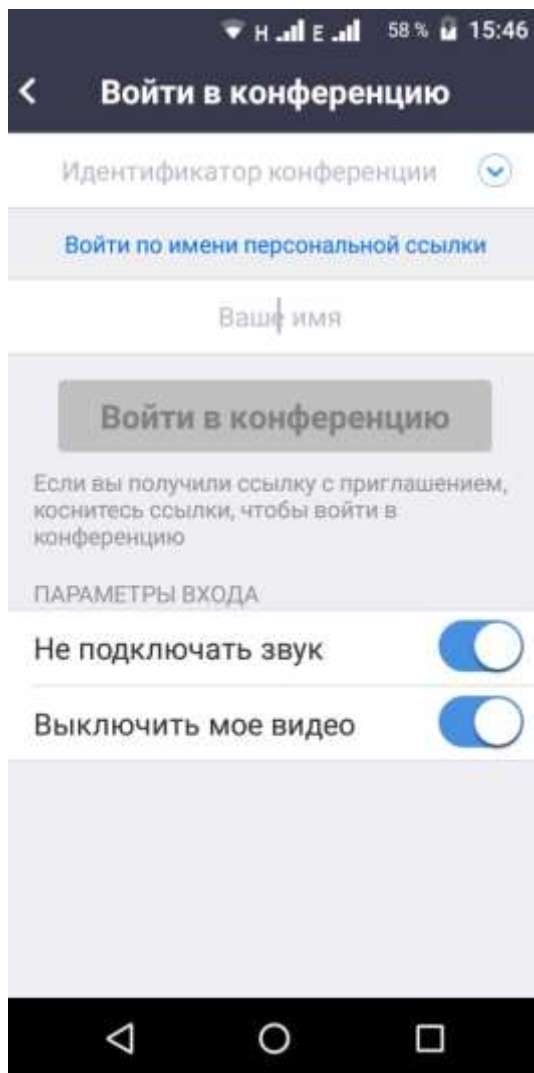 H E 58 % 15:46
Войти в конференцию
Идентификатор конференции
Войти по имени персональной ссылки
Ваше имя
Войти в конференцию
Если вы получили ссылку с приглашением,
коснитесь ссылки, чтобы войти в
конференцию
ПАРАМЕТРЫ ВХОДА
Не подключать звук
Выключить мое видео